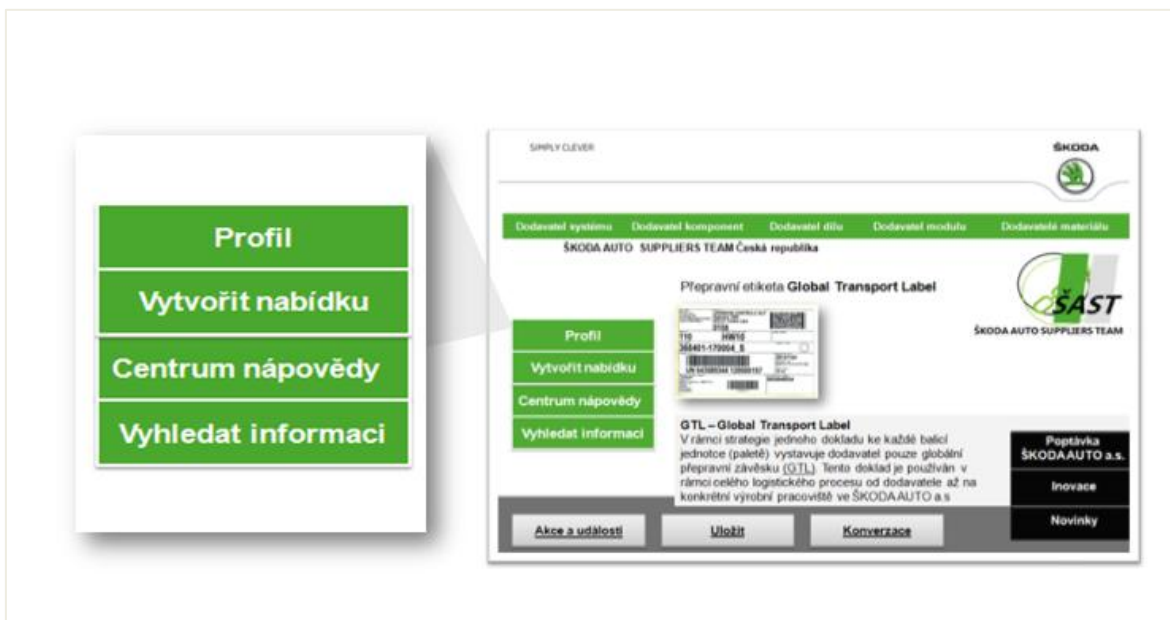 Profil
Vytvořit nabídku
Centrum nápovědy
Vyhledat informaci
SIMPLY CLEVER
ŠKODA
Dodavatel systému Dodavatel komponent Dodavatel dílu Dodavatel modulu Dodavatelé materiálu
ŠKODA AUTO SUPPLIERS TEAM Česká republika
Přepravní etiketa Global Transport Label
ŠAST
ŠKODA AUTO SUPPLIERS TEAM
Profil
Vytvořit nabídku
Centrum nápovědy
Vyhledat informaci
GTL – Global Transport Label
V rámci strategie jednoho dokladu ke každé balicí
jednotce (paletě) vystavuje dodavatel pouze globální
přepravní závěsku (GTL). Tento doklad je používán v
rámci celého logistického procesu od dodavatele až na
konkrétní výrobní pracoviště ve ŠKODA AUTO a.s
Poptávka
ŠKODA AUTO a.s.
Inovace
Novinky
Akce a události Uložit Konverzace